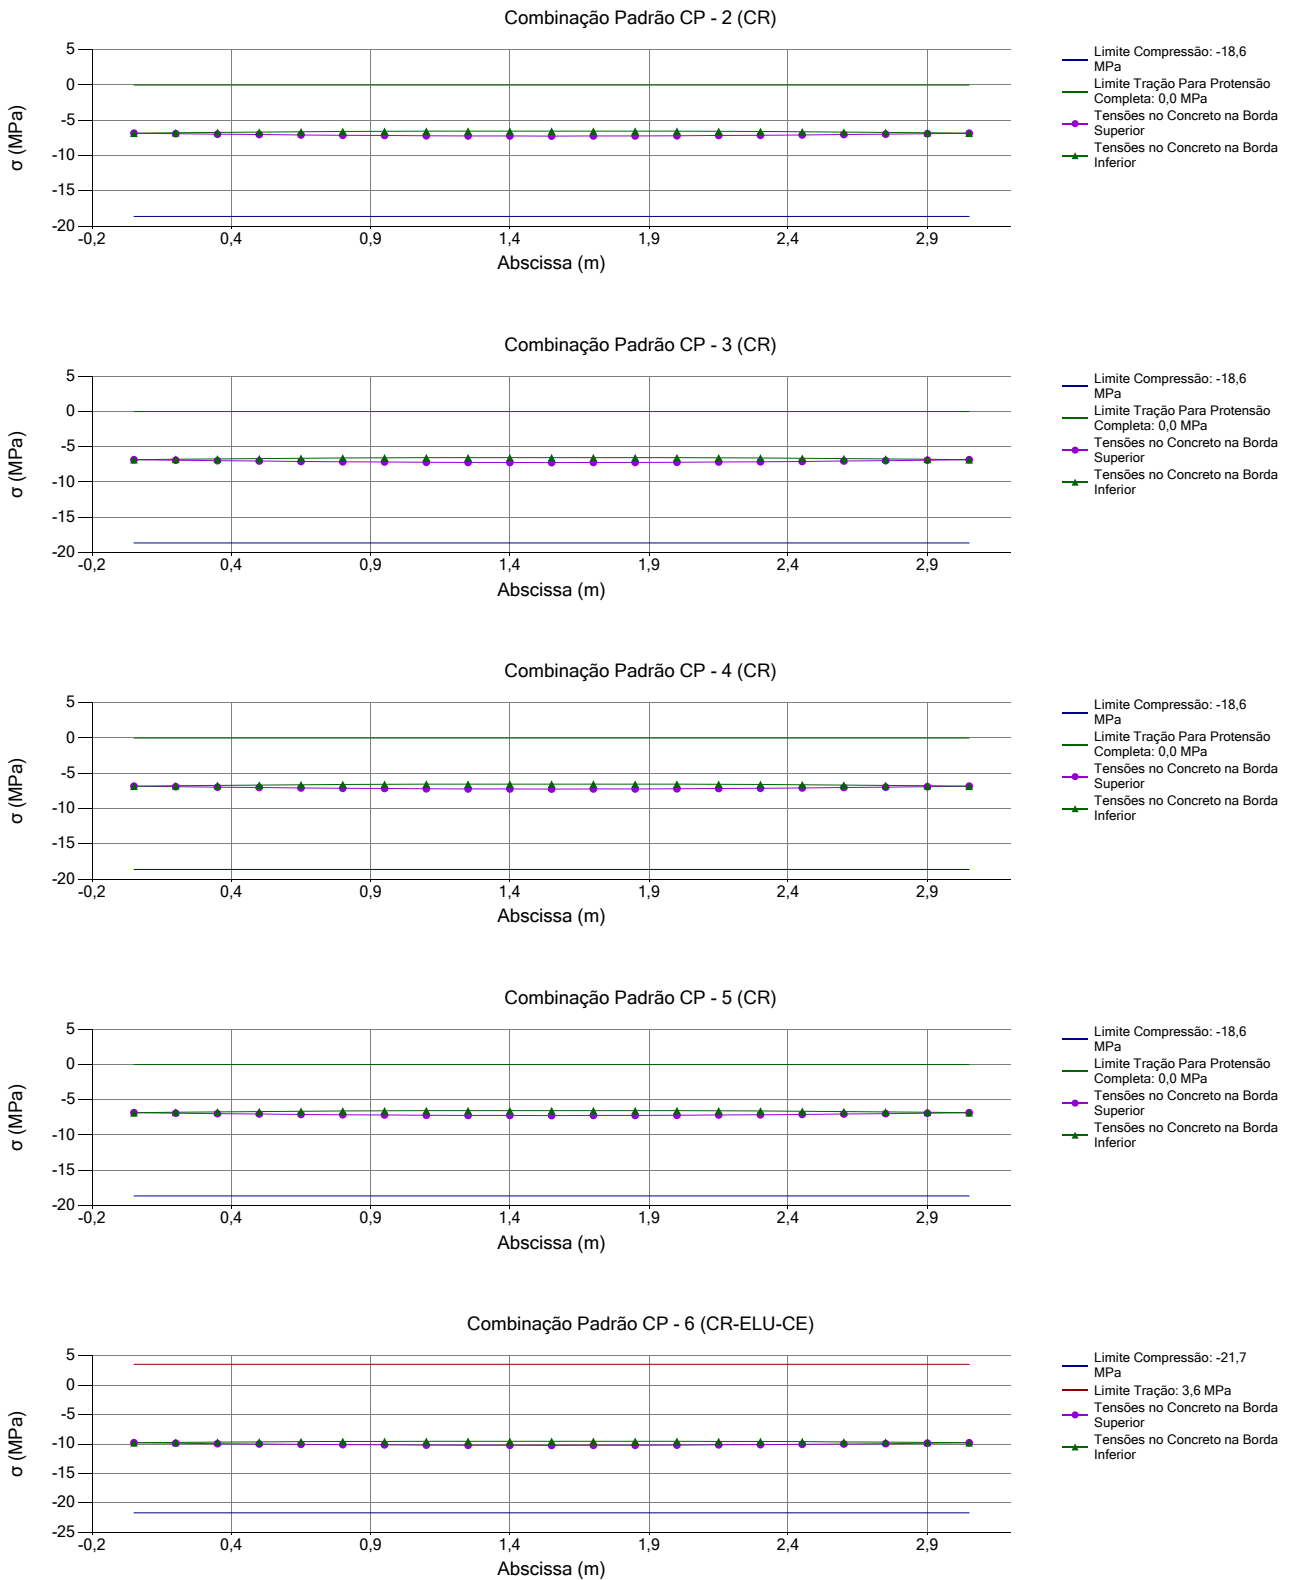 Combinação Padrão CP - 2 (CR)
5
0
-5
-10
-15
-20
σ (MPa)
-0,2
0,4
0,9
1,4
1,9
2,4
2,9
Abscissa (m)
Limite Compressão: -18,6
MPa
Limite Tração Para Protensão
Completa: 0,0 MPa
Tensões no Concreto na Borda
Superior
Tensões no Concreto na Borda
Inferior
Combinação Padrão CP - 3 (CR)
5
0
-5
-10
-15
-20
σ (MPa)
-0,2
0,4
0,9
1,4
1,9
2,4
2,9
Abscissa (m)
Limite Compressão: -18,6
MPa
Limite Tração Para Protensão
Completa: 0,0 MPa
Tensões no Concreto na Borda
Superior
Tensões no Concreto na Borda
Inferior
Combinação Padrão CP - 4 (CR)
5
0
-5
-10
-15
-20
σ (MPa)
-0,2
0,4
0,9
1,4
1,9
2,4
2,9
Abscissa (m)
Limite Compressão: -18,6
MPa
Limite Tração Para Protensão
Completa: 0,0 MPa
Tensões no Concreto na Borda
Superior
Tensões no Concreto na Borda
Inferior
Combinação Padrão CP - 5 (CR)
5
0
-5
-10
-15
-20
σ (MPa)
-0,2
0,4
0,9
1,4
1,9
2,4
2,9
Abscissa (m)
Limite Compressão: -18,6
MPa
Limite Tração Para Protensão
Completa: 0,0 MPa
Tensões no Concreto na Borda
Superior
Tensões no Concreto na Borda
Inferior
Combinação Padrão CP - 6 (CR-ELU-CE)
5
0
-5
-10
-15
-20
-25
σ (MPa)
-0,2
0,4
0,9
1,4
1,9
2,4
2,9
Abscissa (m)
Limite Compressão: -21,7
MPa
Limite Tração: 3,6 MPa
Tensões no Concreto na Borda
Superior
Tensões no Concreto na Borda
Inferior